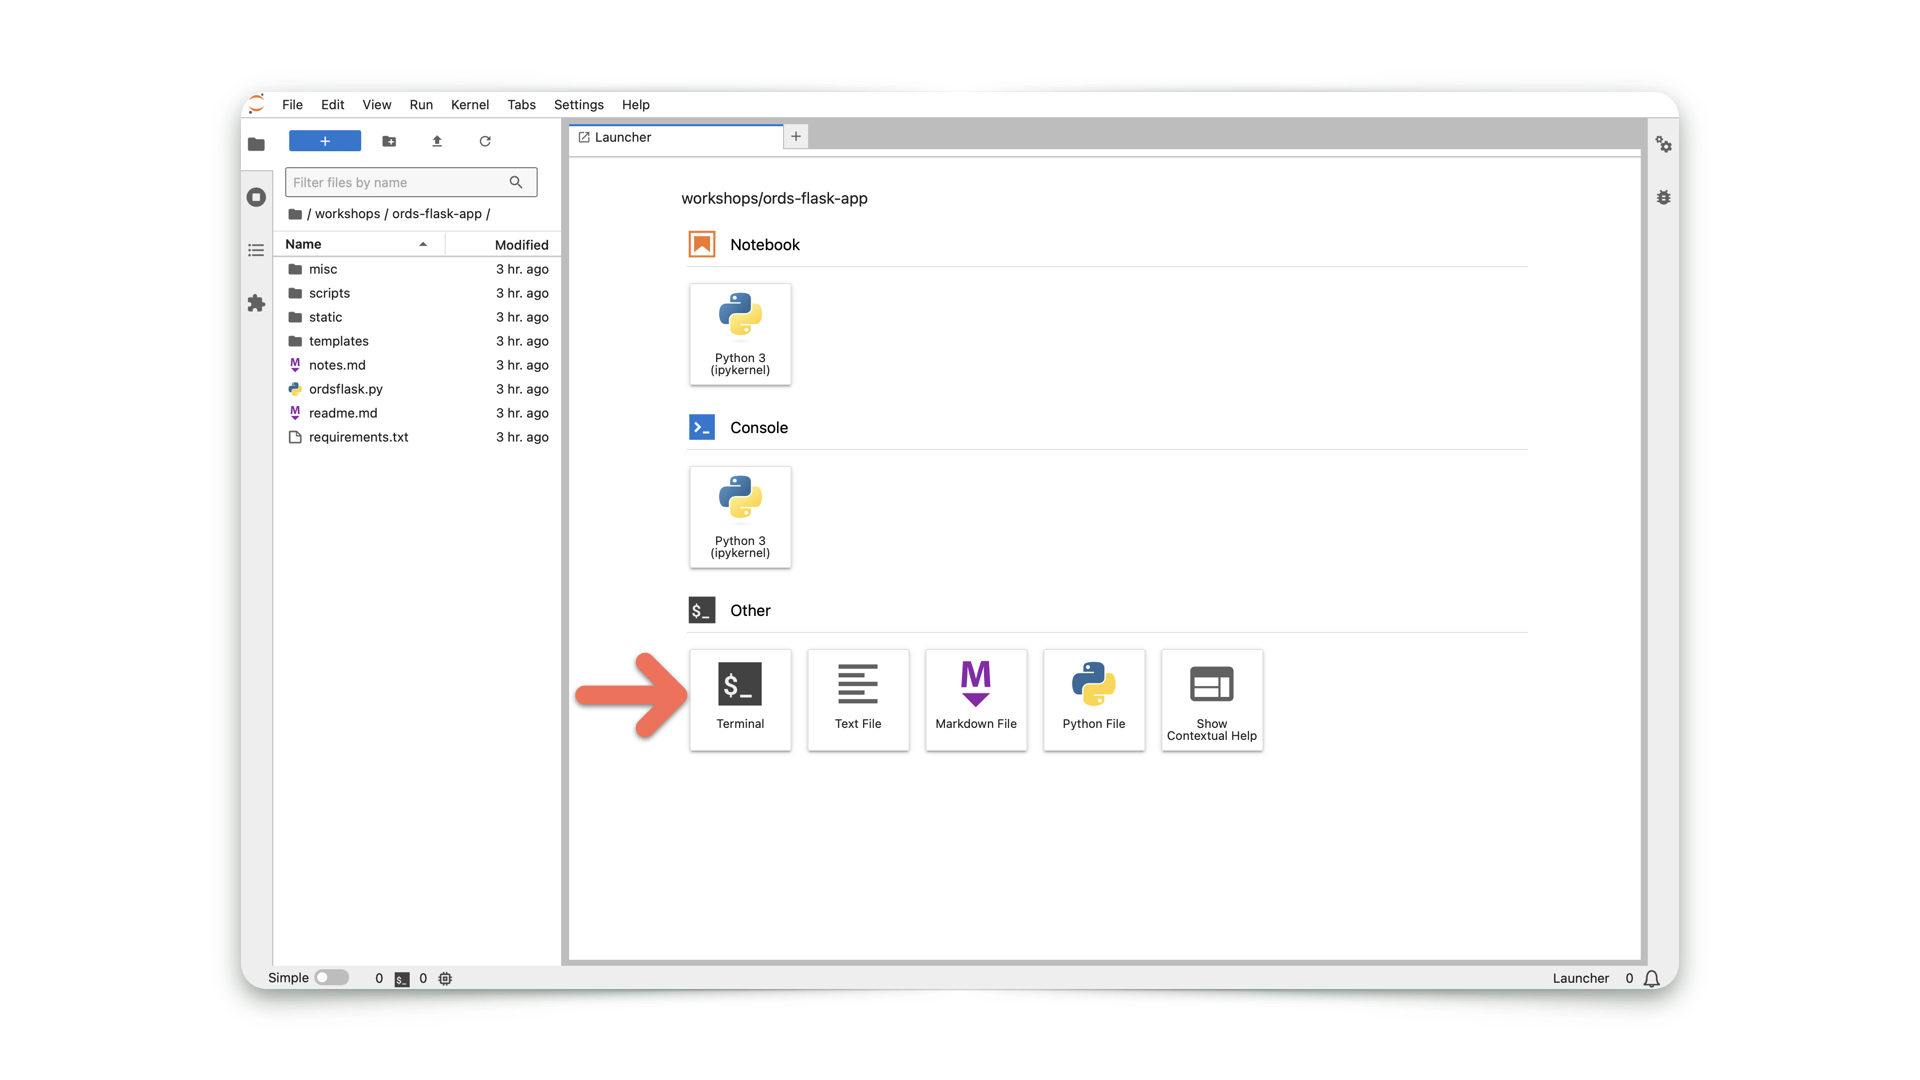 File Edit View Run Kernel Tabs Settings Help
+
Filter files by name
/ workshops / ords-flask-app /
Name Modified
misc 3 hr. ago
scripts 3 hr. ago
static 3 hr. ago
templates 3 hr. ago
M notes.md 3 hr. ago
ordsflask.py 3 hr. ago
M readme.md 3 hr. ago
requirements.txt 3 hr. ago
Launcher +
workshops/ords-flask-app
Notebook
Python 3
(ipykernel)
>_ Console
Python 3
(ipykernel)
$_ Other
$_
Terminal
Text File
M
Markdown File
Python File
Show
Contextual Help
Simple 0 $_ 0
Launcher 0